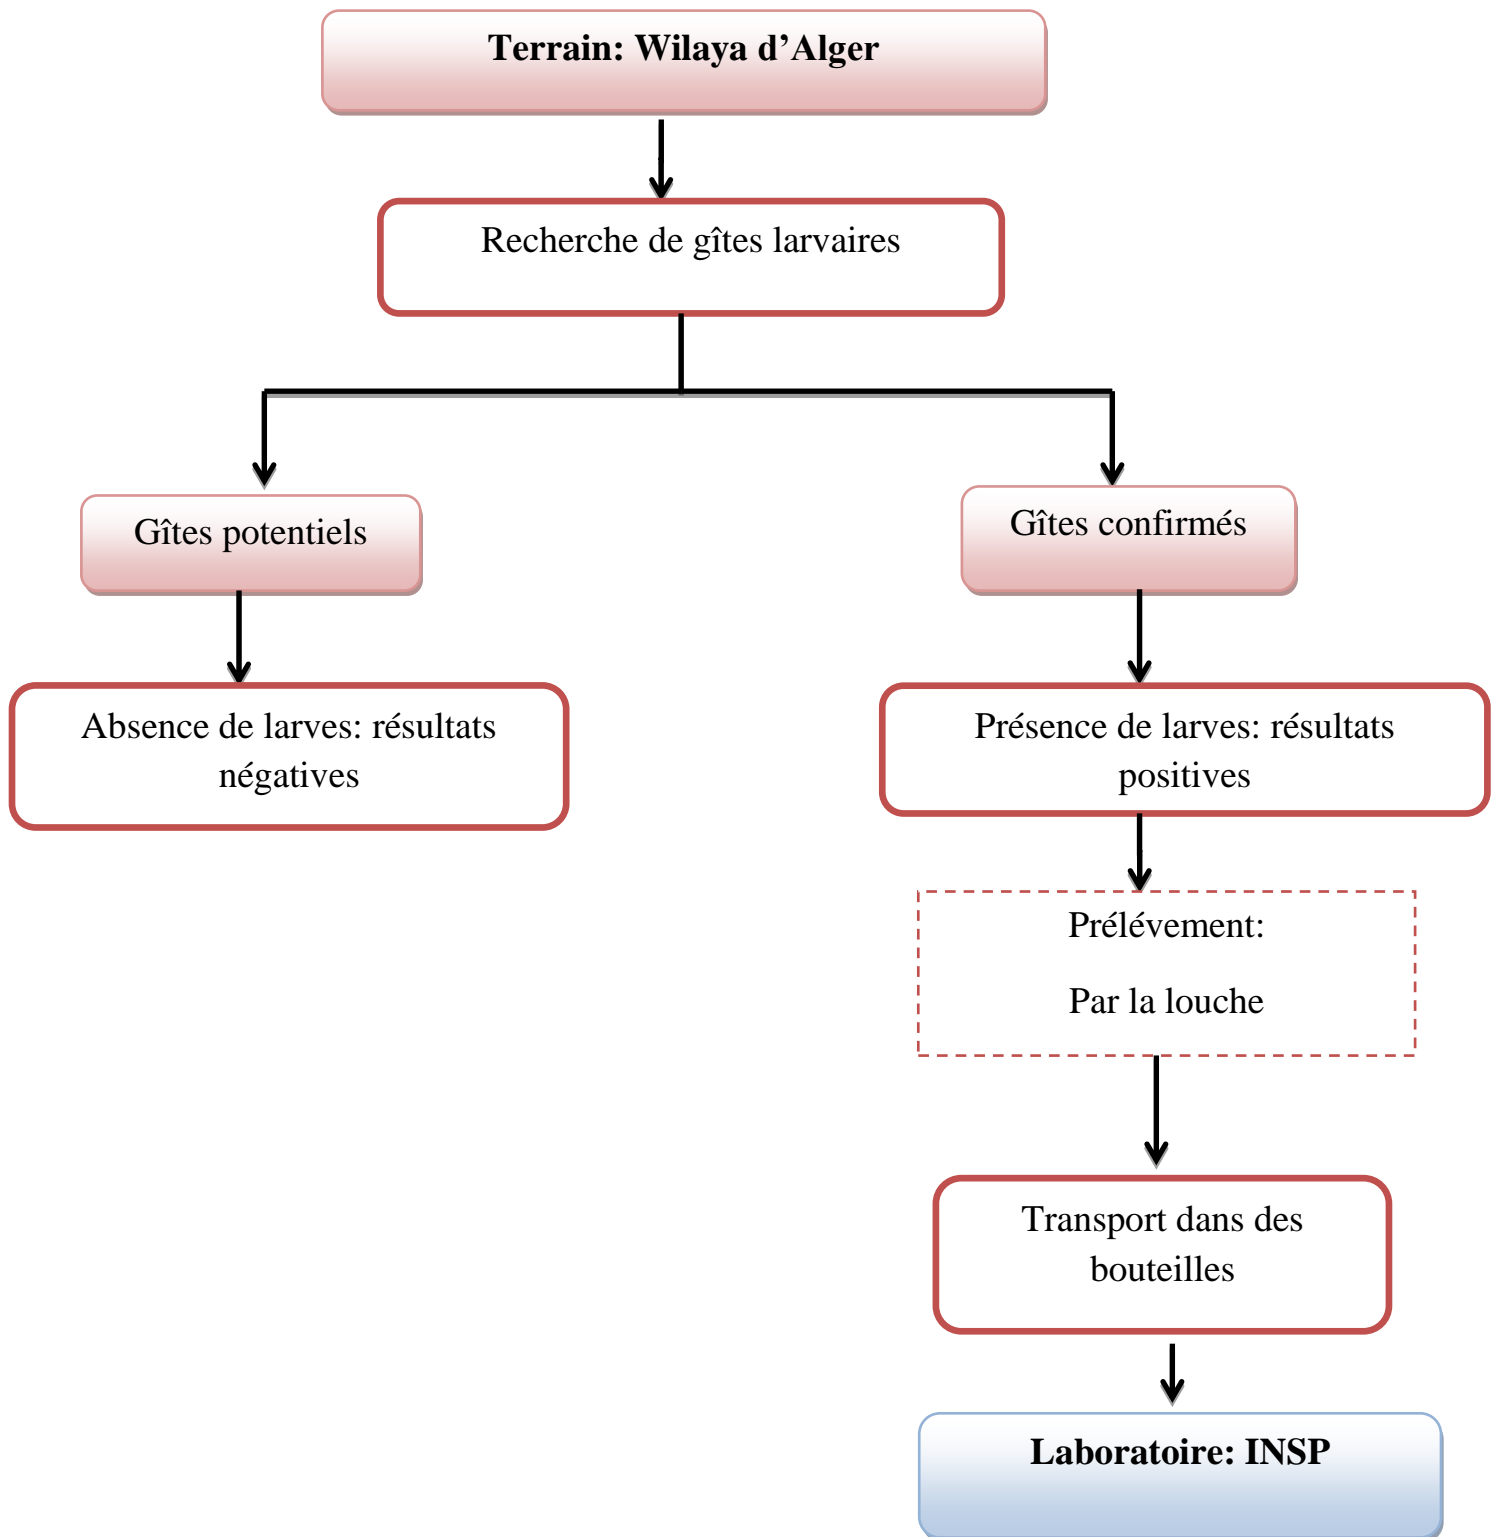 Terrain: Wilaya d’Alger
Recherche de gîtes larvaires
Gîtes potentiels
Gîtes confirmés
Absence de larves: résultats
négatives
Présence de larves: résultats
positives
Prélévement:
Par la louche
Transport dans des
bouteilles
Laboratoire: INSP